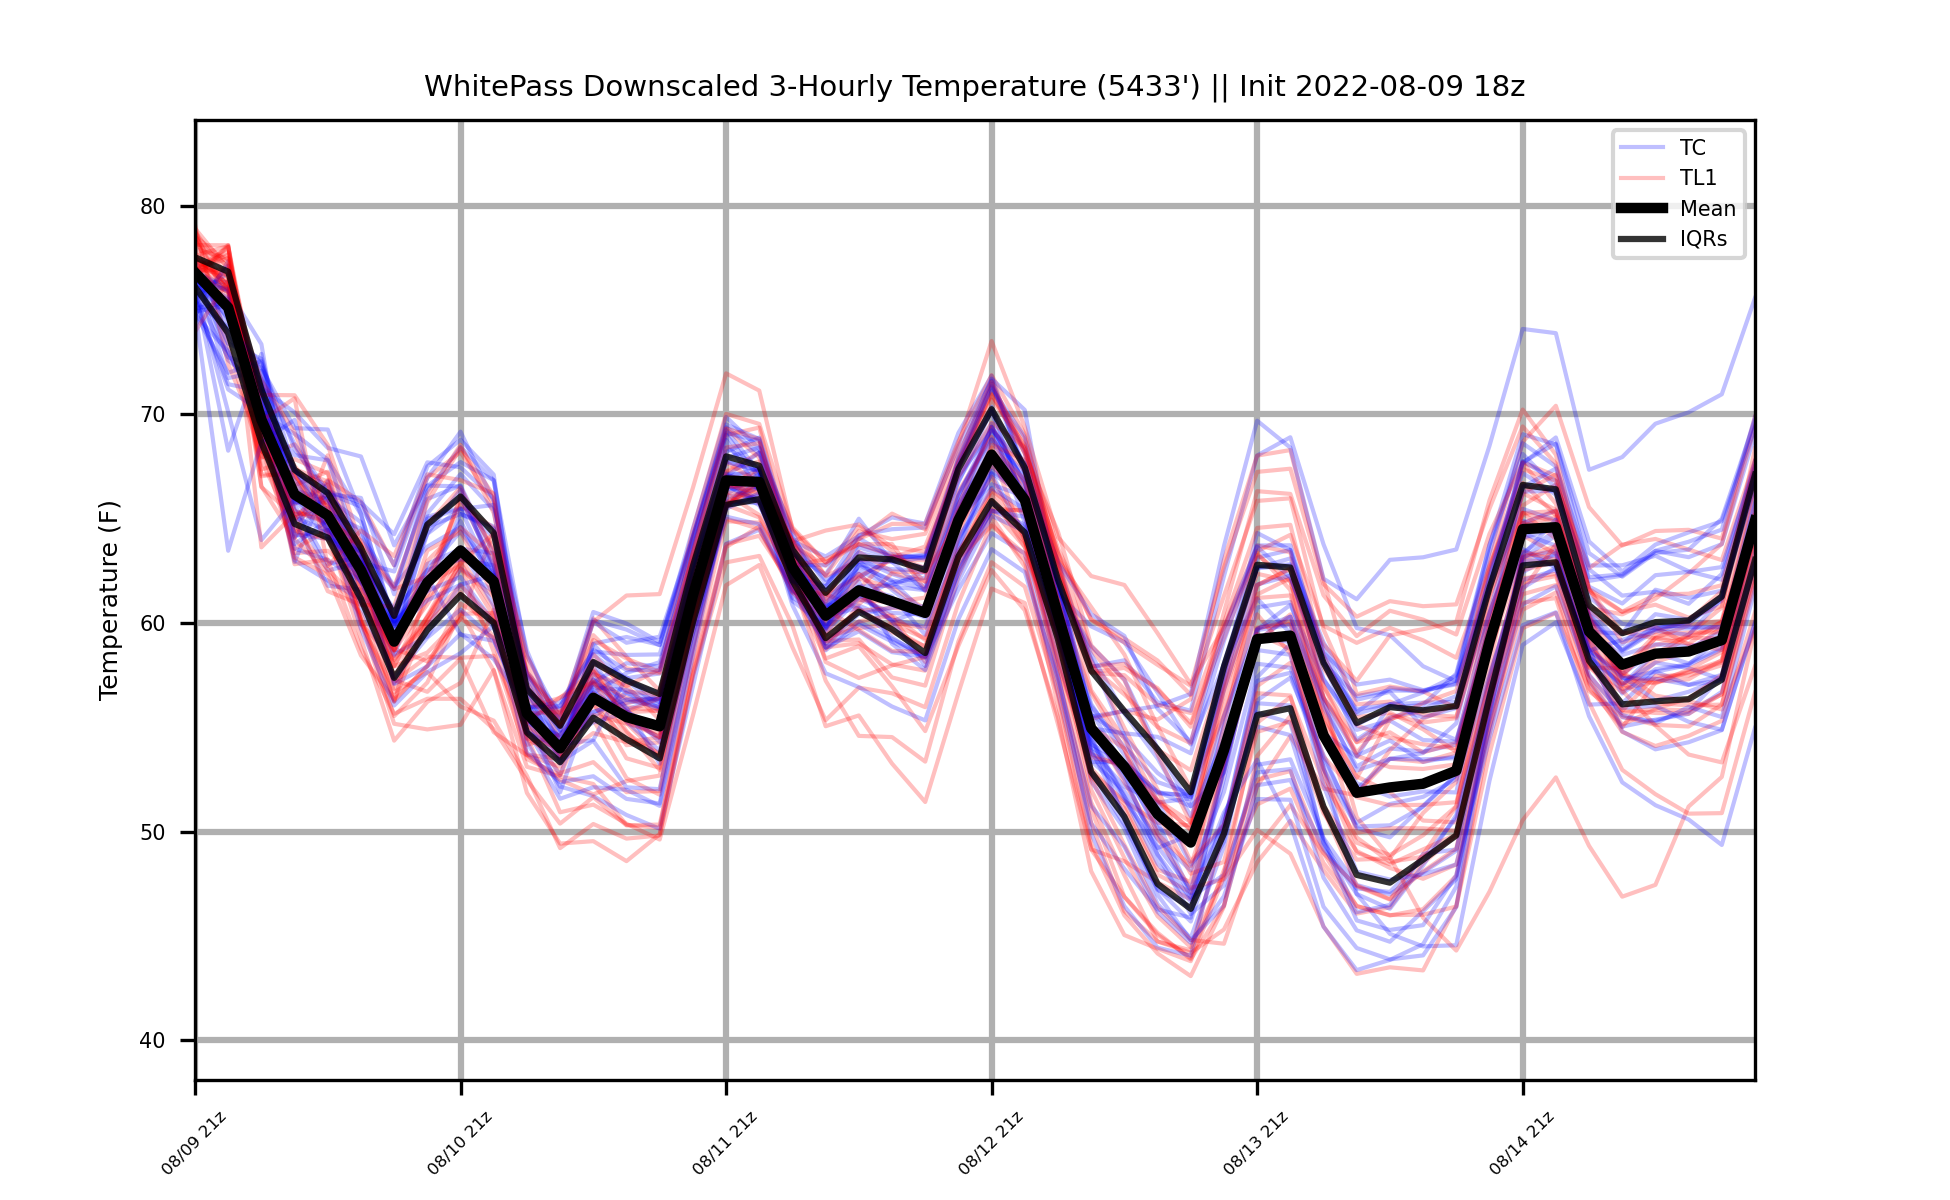 WhitePass Downscaled 3-Hourly Temperature (5433') || Init 2022-08-09 18z
TC
TL1
Mean
IQRs
Temperature (F)
80
70
60
50
40
08/09 21z
08/10 21z
08/11 21z
08/12 21z
08/13 21z
08/14 21z